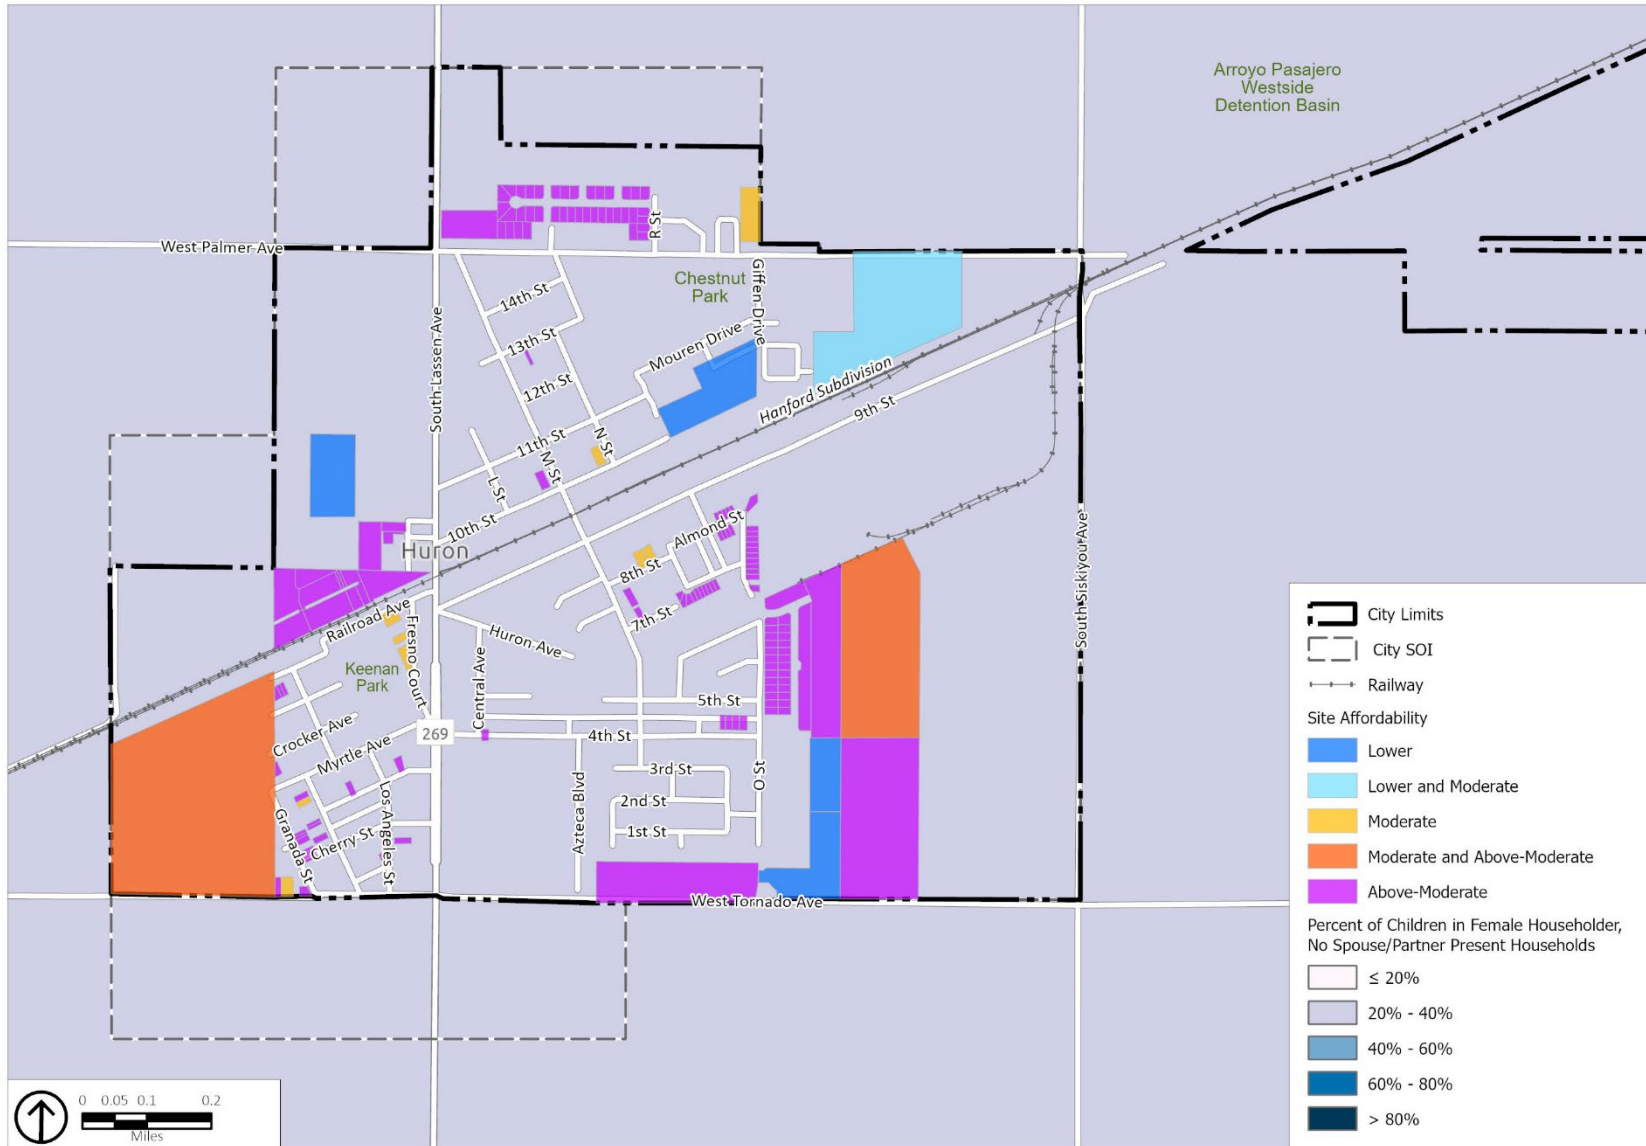 Arroyo Pasajero
Westside
Detention Basin
West Palmer Ave
R St
Chestnut
Park
Giffen Drive
14th St
13th St
12th St
Mouren Drive
South Lassen Ave
Hanford Subdivision
9th St
11th St
N St
M St
L St
10th St
Huron
Almond St
8th St
7th St
Railroad Ave
Fresno Court
Huron Ave
Keenan
Park
Central Ave
South Siskiyou Ave
5th St
269
4th St
Crocker Ave
Myrtle Ave
3rd St
O St
2nd St
1st St
Azteca Blvd
Los Angeles St
Granada St
Cherry St
West Tornado Ave
City Limits
City SOI
Railway
Site Affordability
Lower
Lower and Moderate
Moderate
Moderate and Above-Moderate
Above-Moderate
Percent of Children in Female Householder,
No Spouse/Partner Present Households
≤ 20%
20% - 40%
40% - 60%
60% - 80%
> 80%
0 0.05 0.1 0.2
Miles